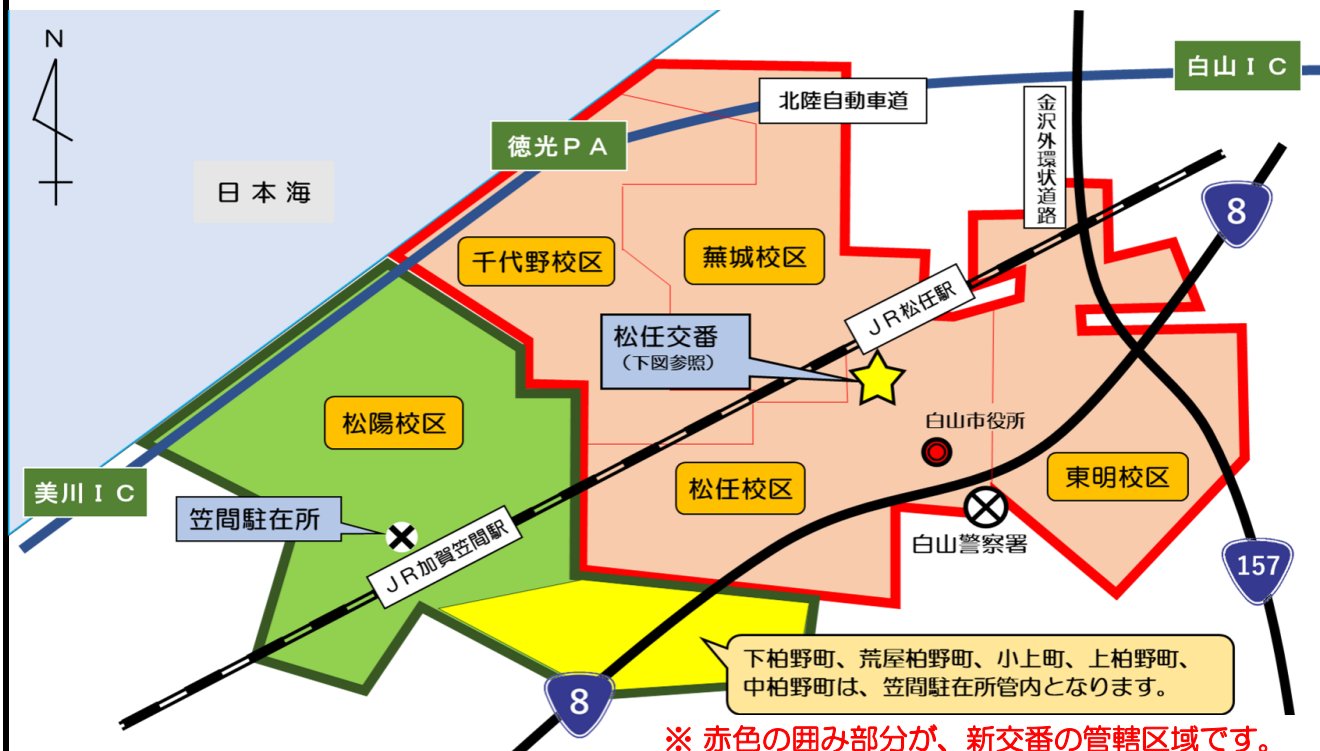 N
白山ＩＣ
北陸自動車道
金沢外環状道路
徳光ＰＡ
日本海
8
千代野校区
蕪城校区
ＪＲ松任駅
松任交番
（下図参照）
松陽校区
白山市役所
東明校区
松任校区
美川ＩＣ
笠間駐在所
ＪＲ加賀笠間駅
白山警察署
157
下柏野町、荒屋柏野町、小上町、上柏野町、
中柏野町は、笠間駐在所管内となります。
8
※ 赤色の囲み部分が、新交番の管轄区域です。